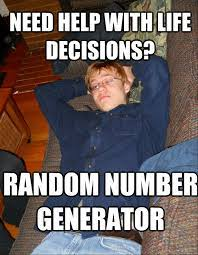 NEED HELP WITH LIFE
DECISIONS?
RANDOM NUMBER
GENERATOR